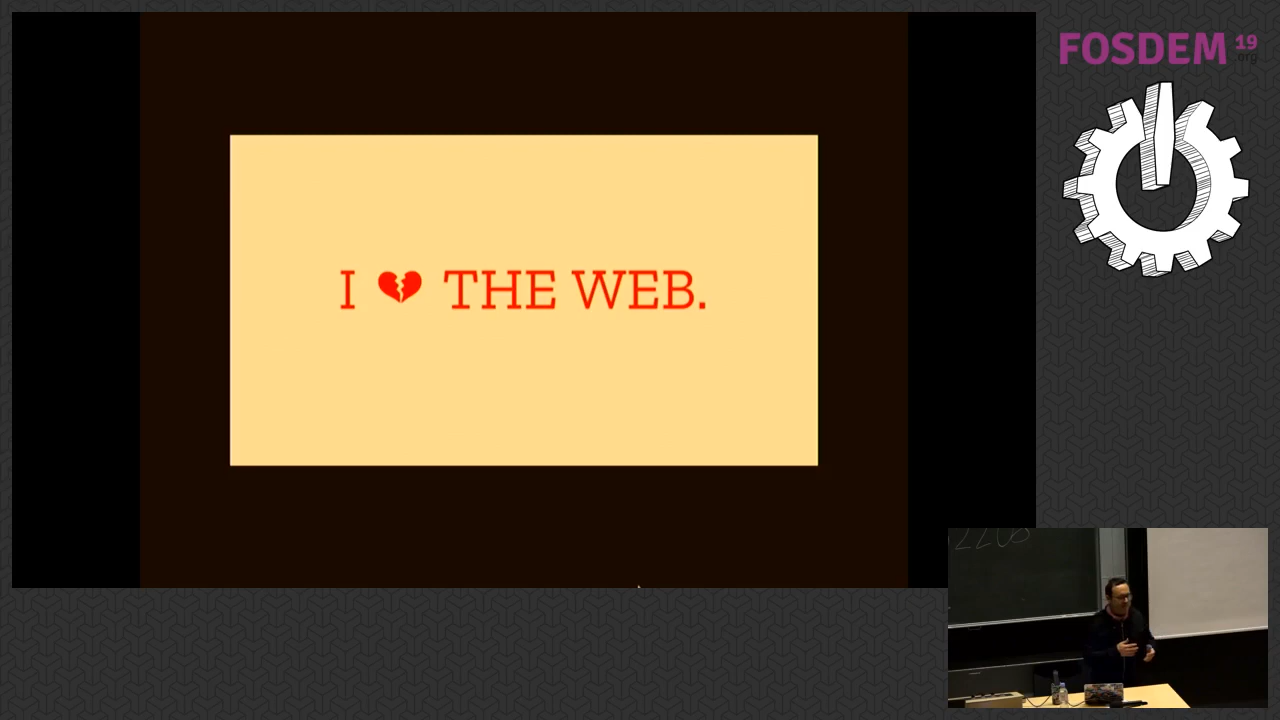 I 💔 THE WEB.
FOSDEM 19
.org